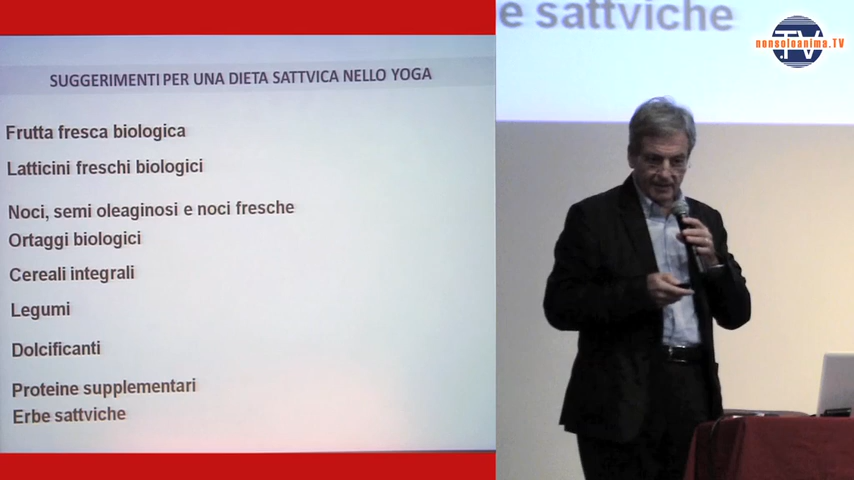 SUGGERIMENTI PER UNA DIETA SATTVICA NELLO YOGA
Frutta fresca biologica
Latticini freschi biologici
Noci, semi oleaginosi e noci fresche
Ortaggi biologici
Cereali integrali
Legumi
Dolcificanti
Proteine supplementari
Erbe sattviche
e sattviche
TV
nonsoloanima.TV